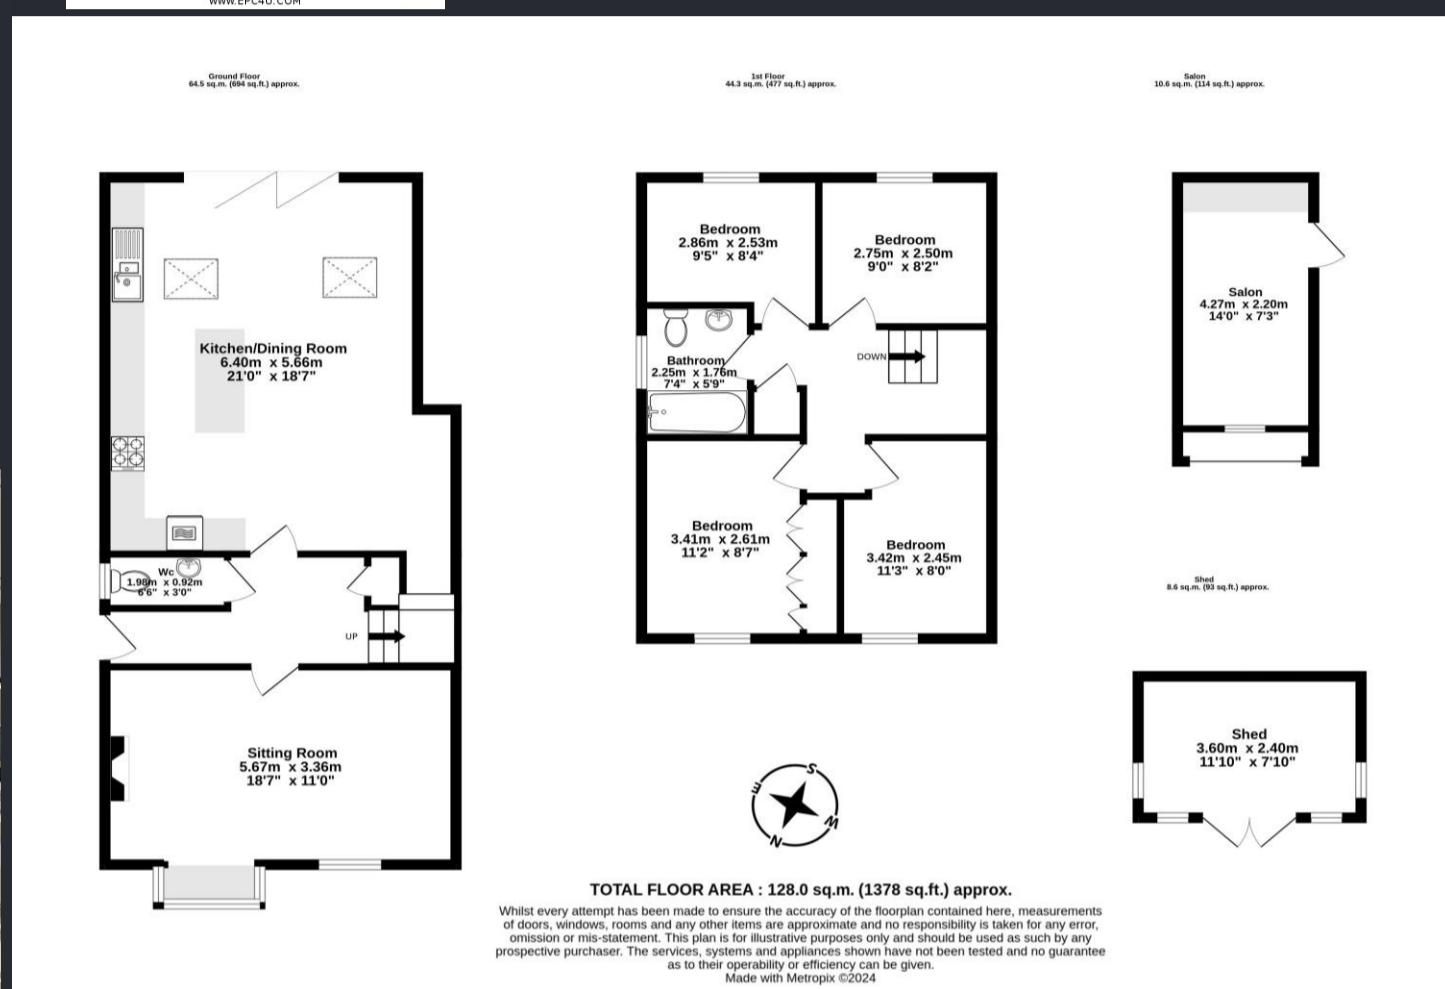 WWW.EPC4U.COM
Ground Floor
64.5 sq.m. (694 sq.ft.) approx.
1st Floor
44.3 sq.m. (477 sq.ft.) approx.
Salon
10.6 sq.m. (114 sq.ft.) approx.
Kitchen/Dining Room
6.40m x 5.66m
21'0" x 18'7"
Wc
1.98m x 0.92m
6'6" x 3'0"
UP
Sitting Room
5.67m x 3.36m
18'7" x 11'0"
Bedroom
2.86m x 2.53m
9'5" x 8'4"
Bedroom
2.75m x 2.50m
9'0" x 8'2"
Bathroom
2.25m x 1.76m
7'4" x 5'9"
DOWN
Bedroom
3.41m x 2.61m
11'2" x 8'7"
Bedroom
3.42m x 2.45m
11'3" x 8'0"
Salon
4.27m x 2.20m
14'0" x 7'3"
Shed
8.6 sq.m. (93 sq.ft.) approx.
Shed
3.60m x 2.40m
11'10" x 7'10"
S
E
W
N
TOTAL FLOOR AREA : 128.0 sq.m. (1378 sq.ft.) approx.
Whilst every attempt has been made to ensure the accuracy of the floorplan contained here, measurements
of doors, windows, rooms and any other items are approximate and no responsibility is taken for any error,
omission or mis-statement. This plan is for illustrative purposes only and should be used as such by any
prospective purchaser. The services, systems and appliances shown have not been tested and no guarantee
as to their operability or efficiency can be given.
Made with Metropix ©2024